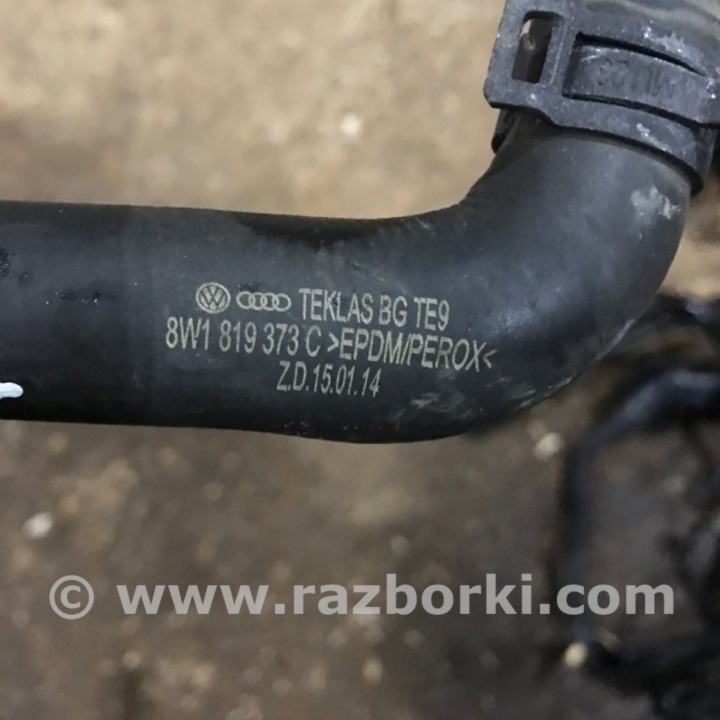 TEKLAS BG TE9
8W1 819 373 C >EPDM/PEROX<
Z.D.15.01.14
© www.razborki.com